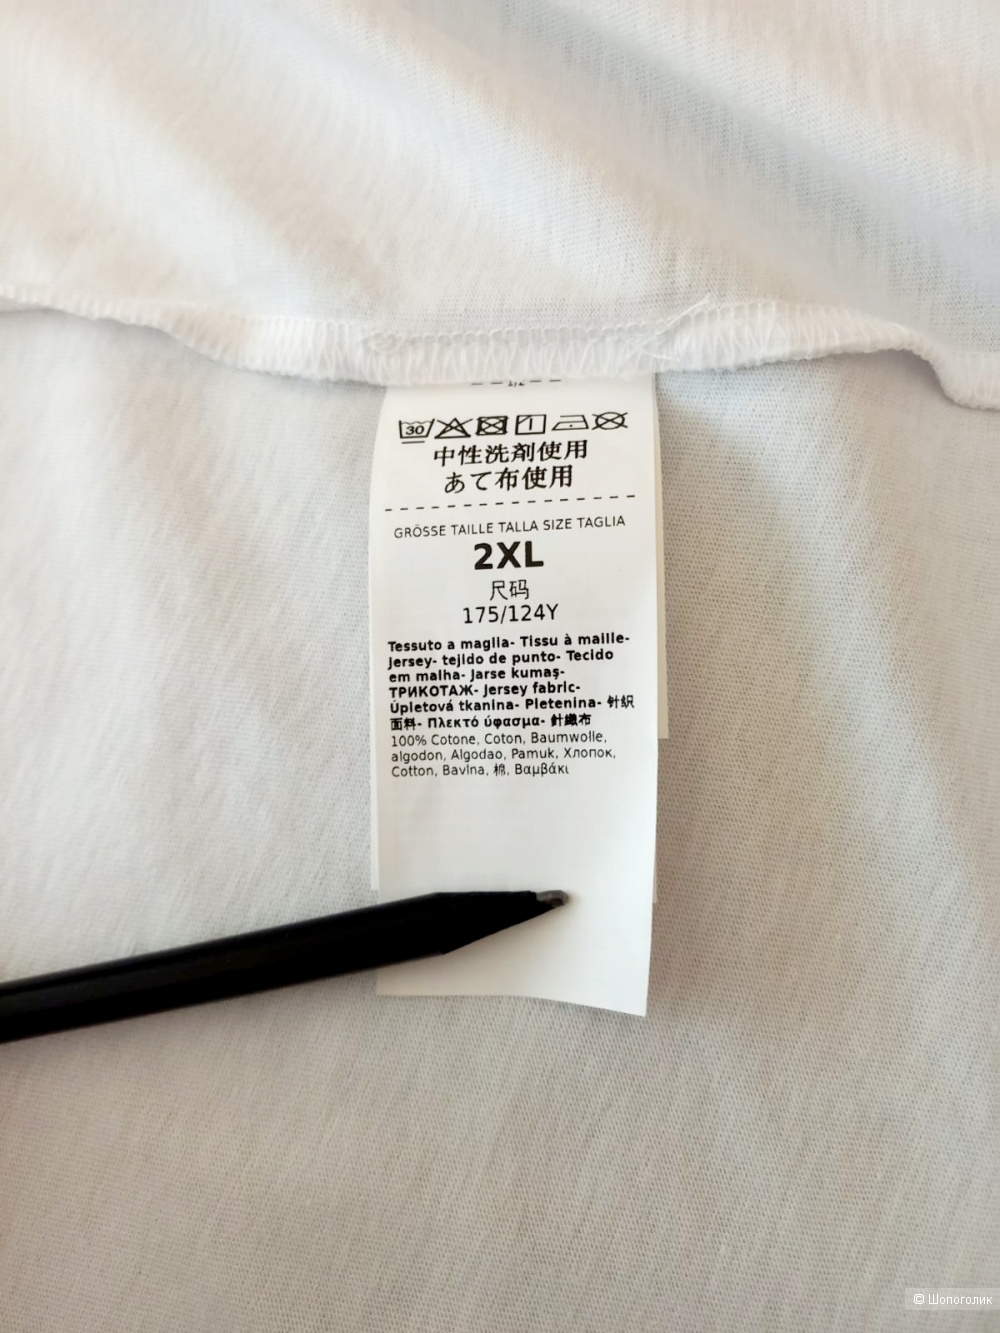 30
中性洗剤使用
あて布使用
GRÖSSE TAILLE TALLA SIZE TAGLIA
2XL
尺码
175/124Y
Tessuto a maglia- Tissu à maille-
Jersey- tejido de punto- Tecido
em malha- Jarse kumaş-
ТРИКОТАЖ- Jersey fabric-
Úpletová tkanina- Pletenina- 针织
面料- Πλεκτό ύφασμα- 針織布
100% Cotone, Coton, Baumwolle,
algodon, Algodao, Pamuk, Хлопок,
Cotton, Bavlna, 棉, Βαμβάκι
© Шопоголик